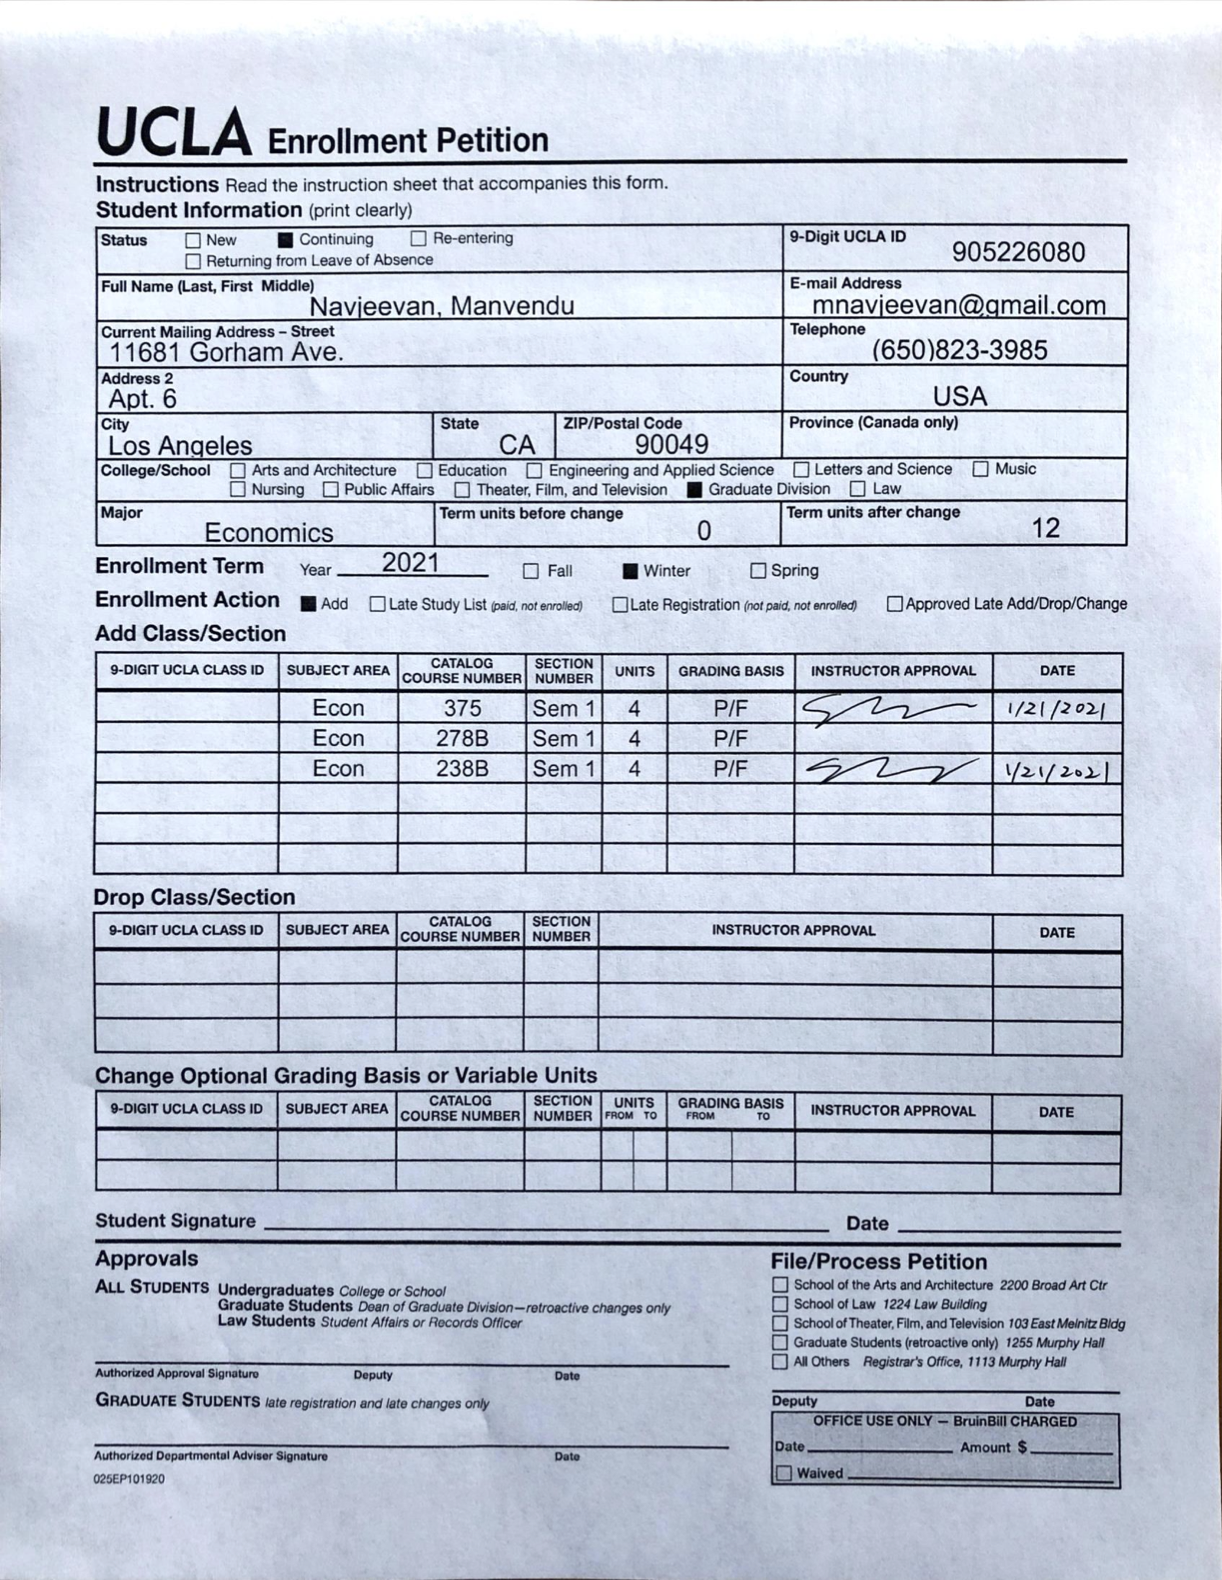 UCLA Enrollment Petition
Instructions Read the instruction sheet that accompanies this form.
Student Information (print clearly)
Status New Continuing Re-entering
Returning from Leave of Absence
9-Digit UCLA ID 905226080
Full Name (Last, First Middle)
Navjeevan, Manvendu
E-mail Address
mnavjeevan@gmail.com
Current Mailing Address – Street
11681 Gorham Ave.
Telephone
(650)823-3985
Address 2
Apt. 6
Country
USA
City
Los Angeles
State
CA
ZIP/Postal Code
90049
Province (Canada only)
College/School Arts and Architecture Education Engineering and Applied Science Letters and Science Music
Nursing Public Affairs Theater, Film, and Television Graduate Division Law
Major
Economics
Term units before change
0
Term units after change
12
Enrollment Term Year 2021 Fall Winter Spring
Enrollment Action Add Late Study List (paid, not enrolled) Late Registration (not paid, not enrolled) Approved Late Add/Drop/Change
Add Class/Section
9-DIGIT UCLA CLASS ID SUBJECT AREA CATALOG COURSE NUMBER SECTION NUMBER UNITS GRADING BASIS INSTRUCTOR APPROVAL DATE
Econ 375 Sem 1 4 P/F 1/21/2021
Econ 278B Sem 1 4 P/F
Econ 238B Sem 1 4 P/F 1/21/2021
Drop Class/Section
9-DIGIT UCLA CLASS ID SUBJECT AREA CATALOG COURSE NUMBER SECTION NUMBER INSTRUCTOR APPROVAL DATE
Change Optional Grading Basis or Variable Units
9-DIGIT UCLA CLASS ID SUBJECT AREA CATALOG COURSE NUMBER SECTION NUMBER UNITS FROM TO GRADING BASIS FROM TO INSTRUCTOR APPROVAL DATE
Student Signature Date
Approvals
ALL STUDENTS Undergraduates College or School
Graduate Students Dean of Graduate Division—retroactive changes only
Law Students Student Affairs or Records Officer
Authorized Approval Signature Deputy Date
GRADUATE STUDENTS late registration and late changes only
Authorized Departmental Adviser Signature Date
025EP101920
File/Process Petition
School of the Arts and Architecture 2200 Broad Art Ctr
School of Law 1224 Law Building
School of Theater, Film, and Television 103 East Melnitz Bldg
Graduate Students (retroactive only) 1255 Murphy Hall
All Others Registrar's Office, 1113 Murphy Hall
Deputy Date
OFFICE USE ONLY — BruinBill CHARGED
Date Amount $
Waived